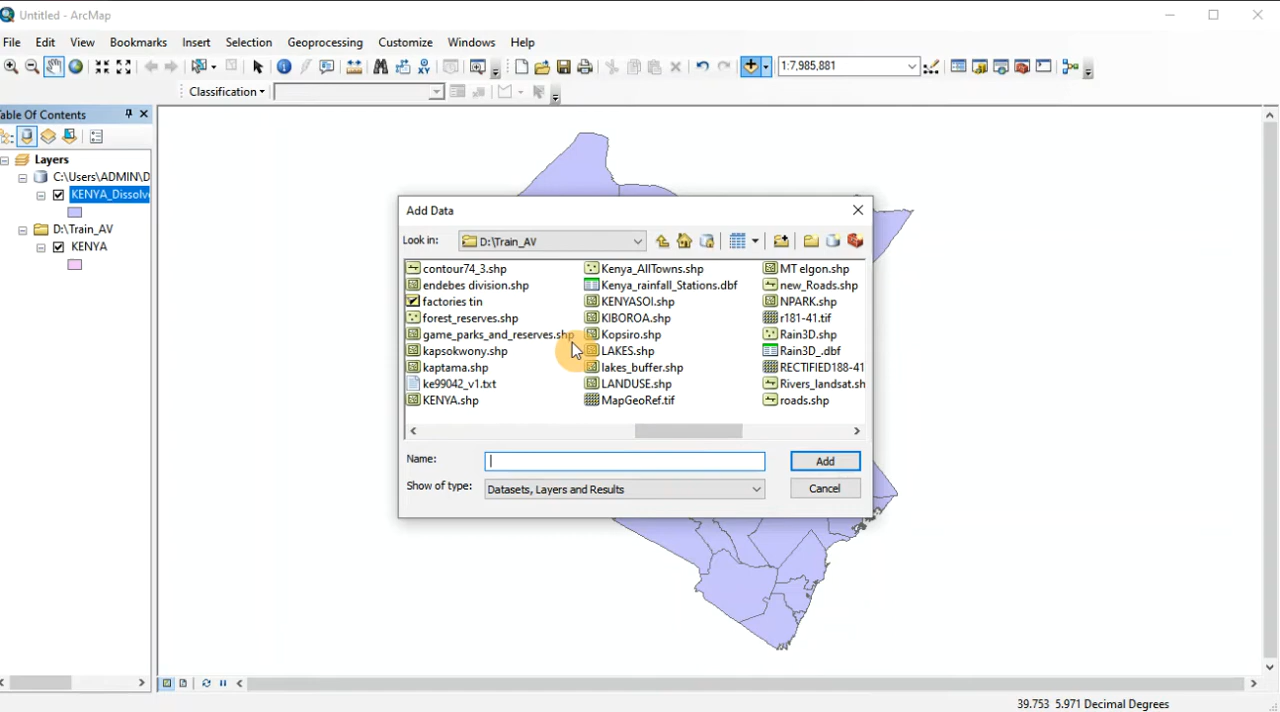 Untitled - ArcMap
File Edit View Bookmarks Insert Selection Geoprocessing Customize Windows Help
1:7,985,881
Classification
Table Of Contents
Layers
C:\Users\ADMIN\D
KENYA_Dissolv
D:\Train_AV
KENYA
Add Data
Look in: D:\Train_AV
contour74_3.shp Kenya_AllTowns.shp MT elgon.shp
endebes division.shp Kenya_rainfall_Stations.dbf new_Roads.shp
factories tin KENYASOI.shp NPARK.shp
forest_reserves.shp KIBOROA.shp r181-41.tif
game_parks_and_reserves.shp Kopsiro.shp Rain3D.shp
kapsokwony.shp LAKES.shp Rain3D_.dbf
kaptama.shp lakes_buffer.shp RECTIFIED188-41
ke99042_v1.txt LANDUSE.shp Rivers_landsat.sh
KENYA.shp MapGeoRef.tif roads.shp
Name: Add
Show of type: Datasets, Layers and Results Cancel
39.753 5.971 Decimal Degrees